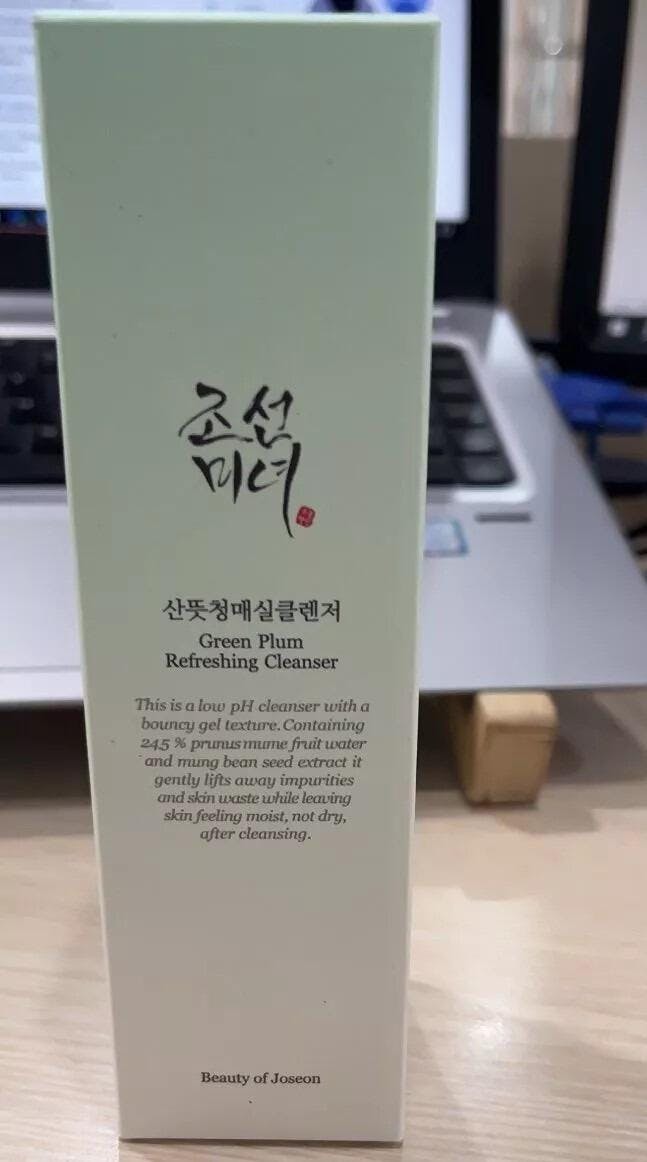 조선
미녀
산뜻청매실클렌저
Green Plum
Refreshing Cleanser
This is a low pH cleanser with a
bouncy gel texture. Containing
24.5 % prunus mume fruit water
and mung bean seed extract it
gently lifts away impurities
and skin waste while leaving
skin feeling moist, not dry,
after cleansing.
Beauty of Joseon